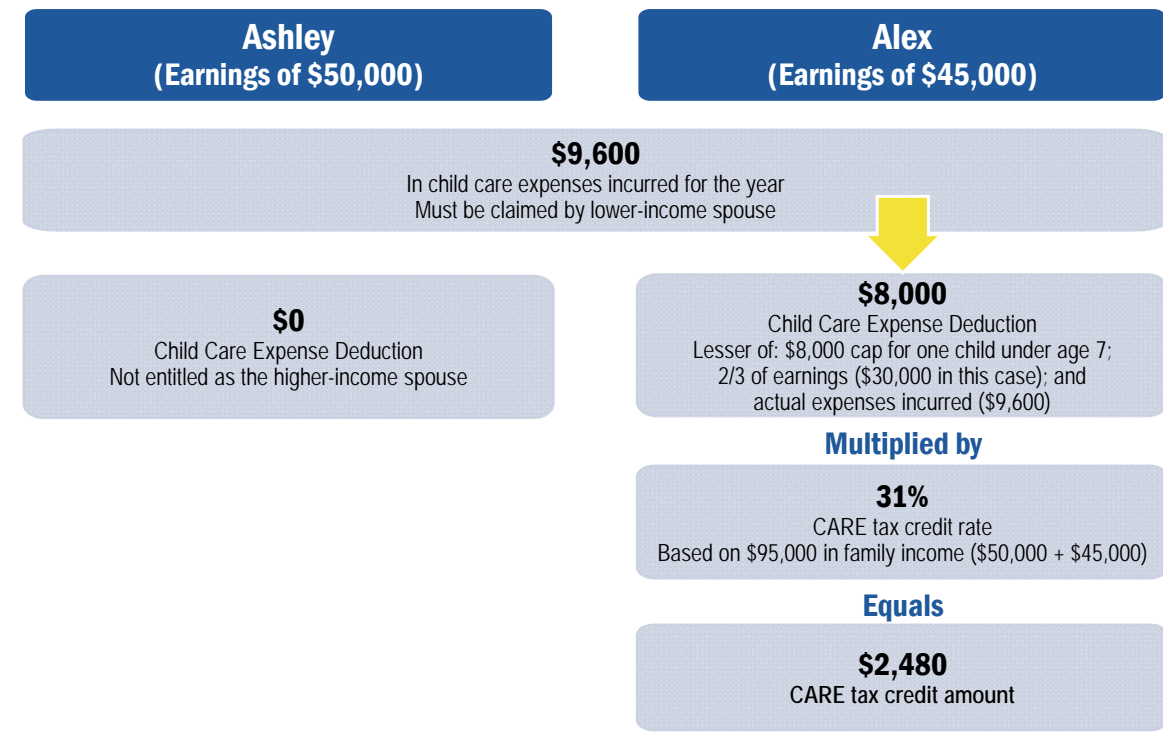 Ashley
(Earnings of $50,000)
Alex
(Earnings of $45,000)
$9,600
In child care expenses incurred for the year
Must be claimed by lower-income spouse
$0
Child Care Expense Deduction
Not entitled as the higher-income spouse
$8,000
Child Care Expense Deduction
Lesser of: $8,000 cap for one child under age 7;
2/3 of earnings ($30,000 in this case); and
actual expenses incurred ($9,600)
Multiplied by
31%
CARE tax credit rate
Based on $95,000 in family income ($50,000 + $45,000)
Equals
$2,480
CARE tax credit amount